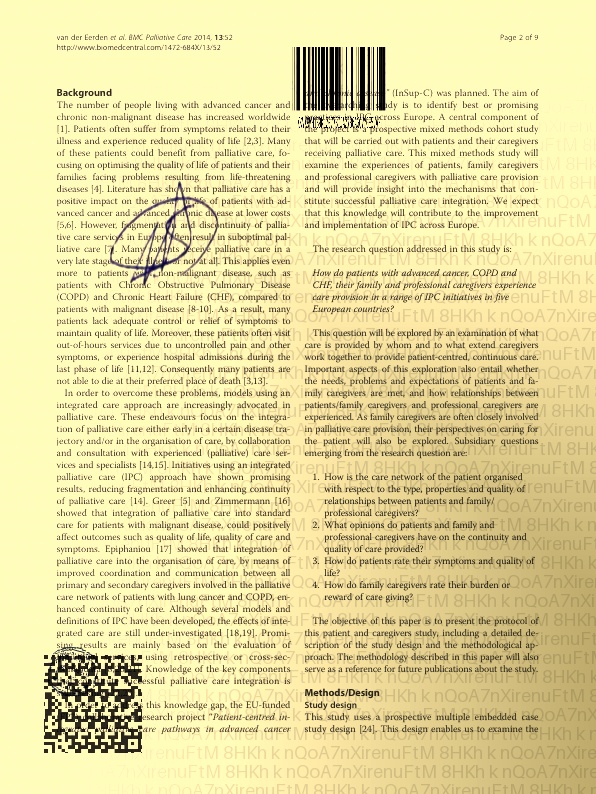 van der Eerden et al. BMC Palliative Care 2014, 13:52
http://www.biomedcentral.com/1472-684X/13/52
Page 2 of 9
Background
The number of people living with advanced cancer and
chronic non-malignant disease has increased worldwide
[1]. Patients often suffer from symptoms related to their
illness and experience reduced quality of life [2,3]. Many
of these patients could benefit from palliative care, fo-
cusing on optimising the quality of life of patients and their
families facing problems resulting from life-threatening
diseases [4]. Literature has shown that palliative care has a
positive impact on the quality of life of patients with ad-
vanced cancer and advanced chronic disease at lower costs
[5,6]. However, fragmentation and discontinuity of pallia-
tive care services in Europe often result in suboptimal pal-
liative care [7]. Many patients receive palliative care in a
very late stage of their illness or not at all. This applies even
more to patients with non-malignant disease, such as
patients with Chronic Obstructive Pulmonary Disease
(COPD) and Chronic Heart Failure (CHF), compared to
patients with malignant disease [8-10]. As a result, many
patients lack adequate control or relief of symptoms to
maintain quality of life. Moreover, these patients often visit
out-of-hours services due to uncontrolled pain and other
symptoms, or experience hospital admissions during the
last phase of life [11,12]. Consequently many patients are
not able to die at their preferred place of death [3,13].
In order to overcome these problems, models using an
integrated care approach are increasingly advocated in
palliative care. These endeavours focus on the integra-
tion of palliative care either early in a certain disease tra-
jectory and/or in the organisation of care, by collaboration
and consultation with experienced (palliative) care ser-
vices and specialists [14,15]. Initiatives using an integrated
palliative care (IPC) approach have shown promising
results, reducing fragmentation and enhancing continuity
of palliative care [14]. Greer [5] and Zimmermann [16]
showed that integration of palliative care into standard
care for patients with malignant disease, could positively
affect outcomes such as quality of life, quality of care and
symptoms. Epiphaniou [17] showed that integration of
palliative care into the organisation of care, by means of
improved coordination and communication between all
primary and secondary caregivers involved in the palliative
care network of patients with lung cancer and COPD, en-
hanced continuity of care. Although several models and
definitions of IPC have been developed, the effects of inte-
grated care are still under-investigated [18,19]. Promi-
sing results are mainly based on the evaluation of
using retrospective or cross-sec-
Knowledge of the key components
successful palliative care integration is
this knowledge gap, the EU-funded
research project "Patient-centred in-
care pathways in advanced cancer
(InSup-C) was planned. The aim of
study is to identify best or promising
across Europe. A central component of
the project is a prospective mixed methods cohort study
that will be carried out with patients and their caregivers
receiving palliative care. This mixed methods study will
examine the experiences of patients, family caregivers
and professional caregivers with palliative care provision
and will provide insight into the mechanisms that con-
stitute successful palliative care integration. We expect
that this knowledge will contribute to the improvement
and implementation of IPC across Europe.
The research question addressed in this study is:
How do patients with advanced cancer, COPD and
CHF, their family and professional caregivers experience
care provision in a range of IPC initiatives in five
European countries?
This question will be explored by an examination of what
care is provided by whom and to what extend caregivers
work together to provide patient-centred, continuous care.
Important aspects of this exploration also entail whether
the needs, problems and expectations of patients and fa-
mily caregivers are met, and how relationships between
patients/family caregivers and professional caregivers are
experienced. As family caregivers are often closely involved
in palliative care provision, their perspectives on caring for
the patient will also be explored. Subsidiary questions
emerging from the research question are:
1. How is the care network of the patient organised
with respect to the type, properties and quality of
relationships between patients and family/
professional caregivers?
2. What opinions do patients and family and
professional caregivers have on the continuity and
quality of care provided?
3. How do patients rate their symptoms and quality of
life?
4. How do family caregivers rate their burden or
reward of care giving?
The objective of this paper is to present the protocol of
this patient and caregivers study, including a detailed de-
scription of the study design and the methodological ap-
proach. The methodology described in this paper will also
serve as a reference for future publications about the study.
Methods/Design
Study design
This study uses a prospective multiple embedded case
study design [24]. This design enables us to examine the